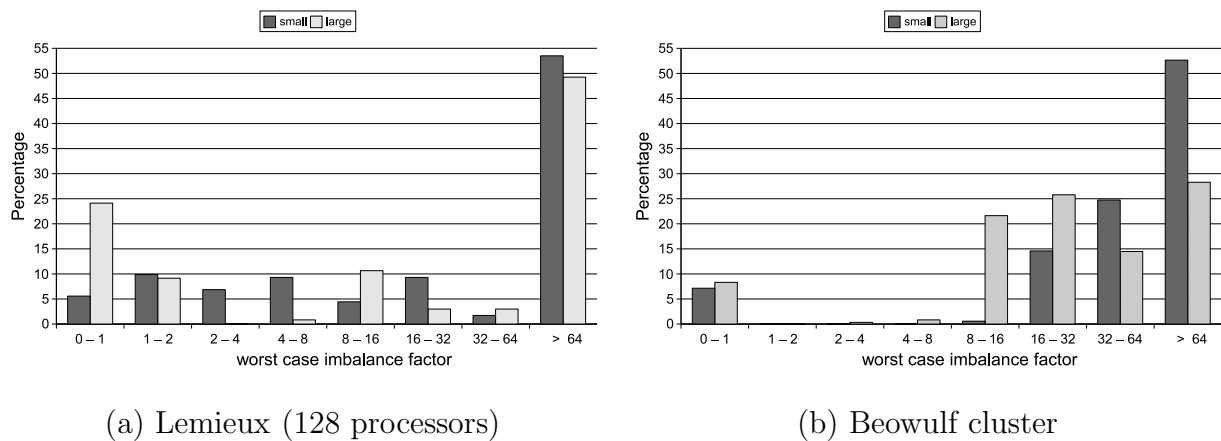 small large
55
50
45
40
35
30
25
20
15
10
5
0
Percentage
0 – 1 1 – 2 2 – 4 4 – 8 8 – 16 16 – 32 32 – 64 > 64
worst case imbalance factor
(a) Lemieux (128 processors)
small large
55
50
45
40
35
30
25
20
15
10
5
0
Percentage
0 – 1 1 – 2 2 – 4 4 – 8 8 – 16 16 – 32 32 – 64 > 64
worst case imbalance factor
(b) Beowulf cluster